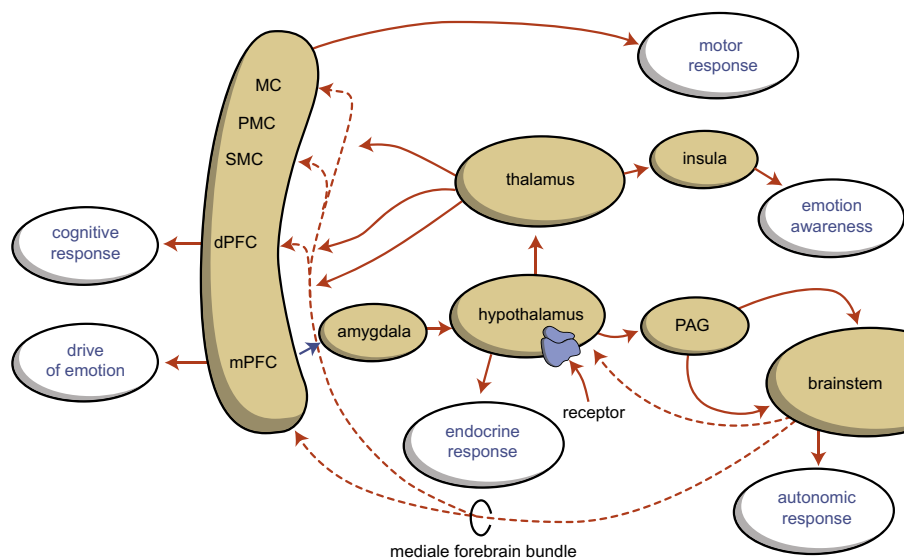 motor
response
MC
PMC
SMC
thalamus
insula
emotion
awareness
cognitive
response
dPFC
hypothalamus
PAG
amygdala
drive
of emotion
mPFC
brainstem
receptor
endocrine
response
autonomic
response
mediale forebrain bundle